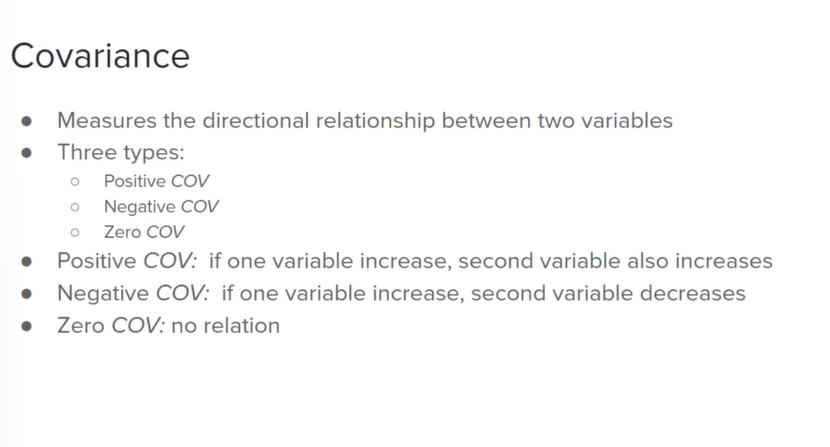 Covariance
● Measures the directional relationship between two variables
● Three types:
○ Positive COV
○ Negative COV
○ Zero COV
● Positive COV: if one variable increase, second variable also increases
● Negative COV: if one variable increase, second variable decreases
● Zero COV: no relation